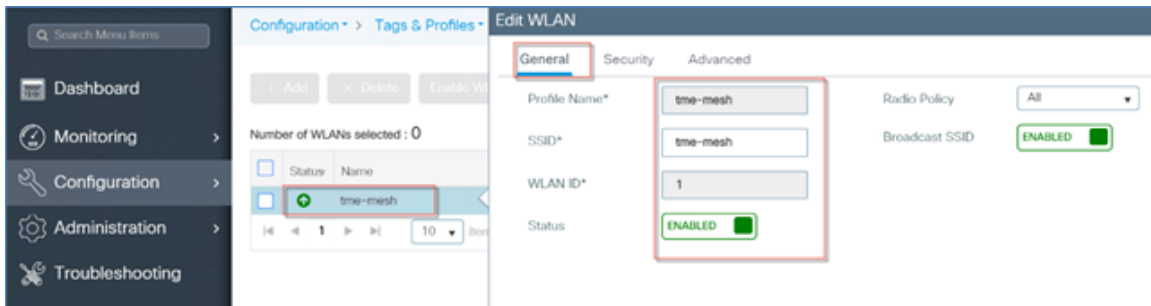 Search Menu Items
Dashboard
Monitoring
Configuration
Administration
Troubleshooting
Configuration > Tags & Profiles
Add
Delete
Enable W
Number of WLANs selected : 0
Status Name
tme-mesh
1 10
Edit WLAN
General Security Advanced
Profile Name* tme-mesh Radio Policy All
SSID* tme-mesh Broadcast SSID ENABLED
WLAN ID* 1
Status ENABLED